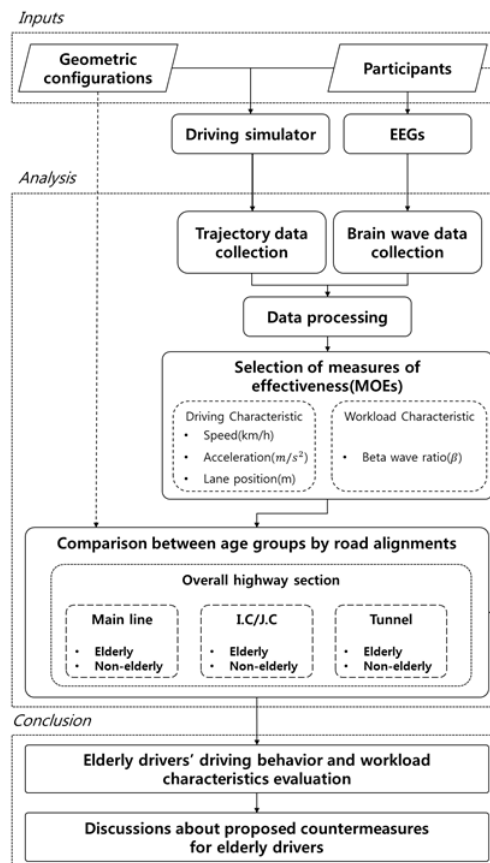 Inputs
Geometric
configurations
Participants
Driving simulator
EEGs
Analysis
Trajectory data
collection
Brain wave data
collection
Data processing
Selection of measures of
effectiveness(MOEs)
Driving Characteristic
• Speed(km/h)
• Acceleration(m/s²)
• Lane position(m)
Workload Characteristic
• Beta wave ratio(β)
Comparison between age groups by road alignments
Overall highway section
Main line
• Elderly
• Non-elderly
I.C/J.C
• Elderly
• Non-elderly
Tunnel
• Elderly
• Non-elderly
Conclusion
Elderly drivers’ driving behavior and workload
characteristics evaluation
Discussions about proposed countermeasures
for elderly drivers